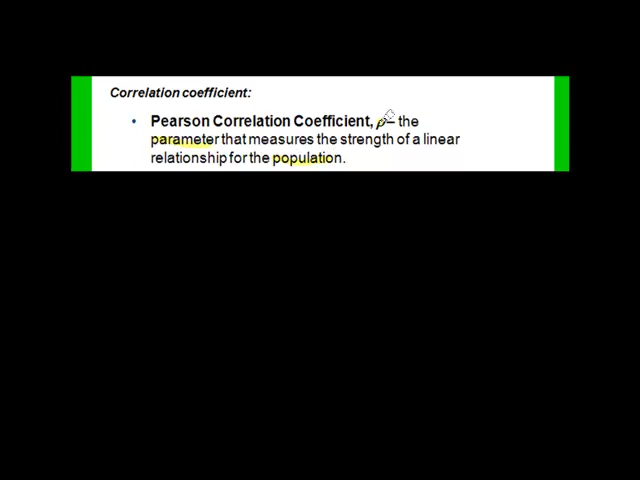 Correlation coefficient:
• Pearson Correlation Coefficient, ρ – the
parameter that measures the strength of a linear
relationship for the population.